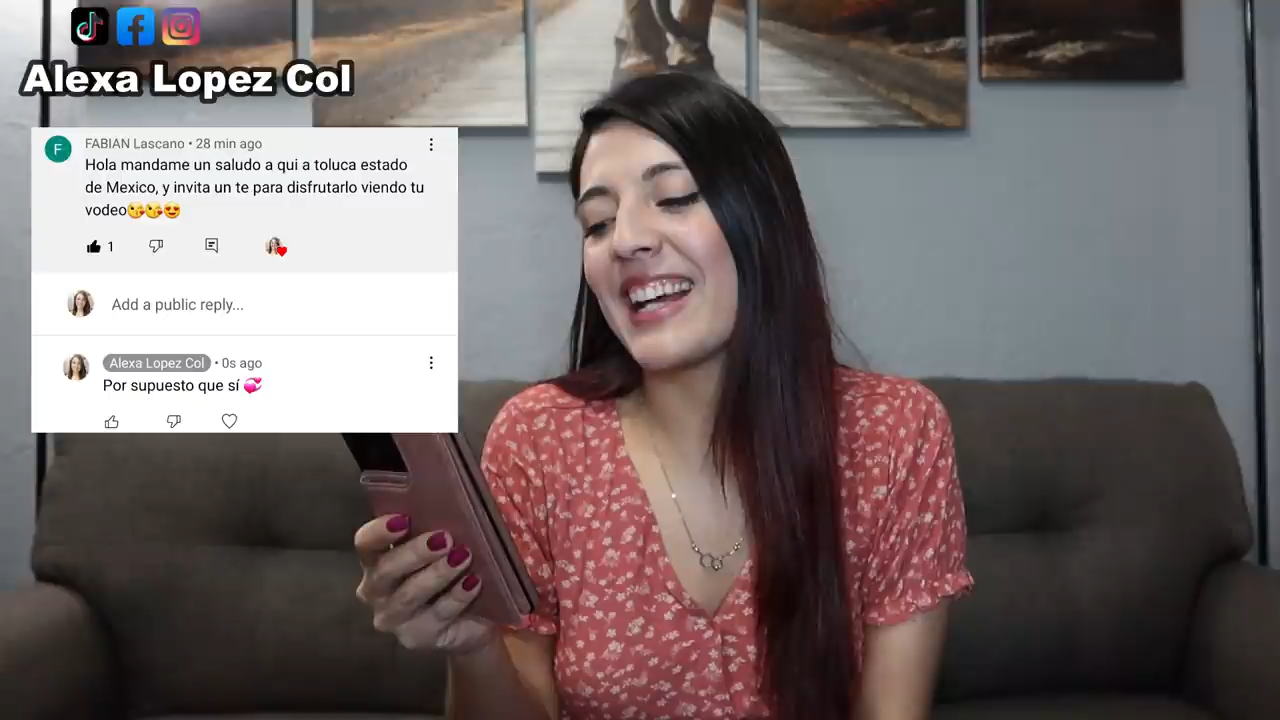 Alexa Lopez Col
FABIAN Lascano • 28 min ago
Hola mandame un saludo a qui a toluca estado
de Mexico, y invita un te para disfrutarlo viendo tu
vodeo😘😘😍
1
Add a public reply...
Alexa Lopez Col • 0s ago
Por supuesto que sí 💞